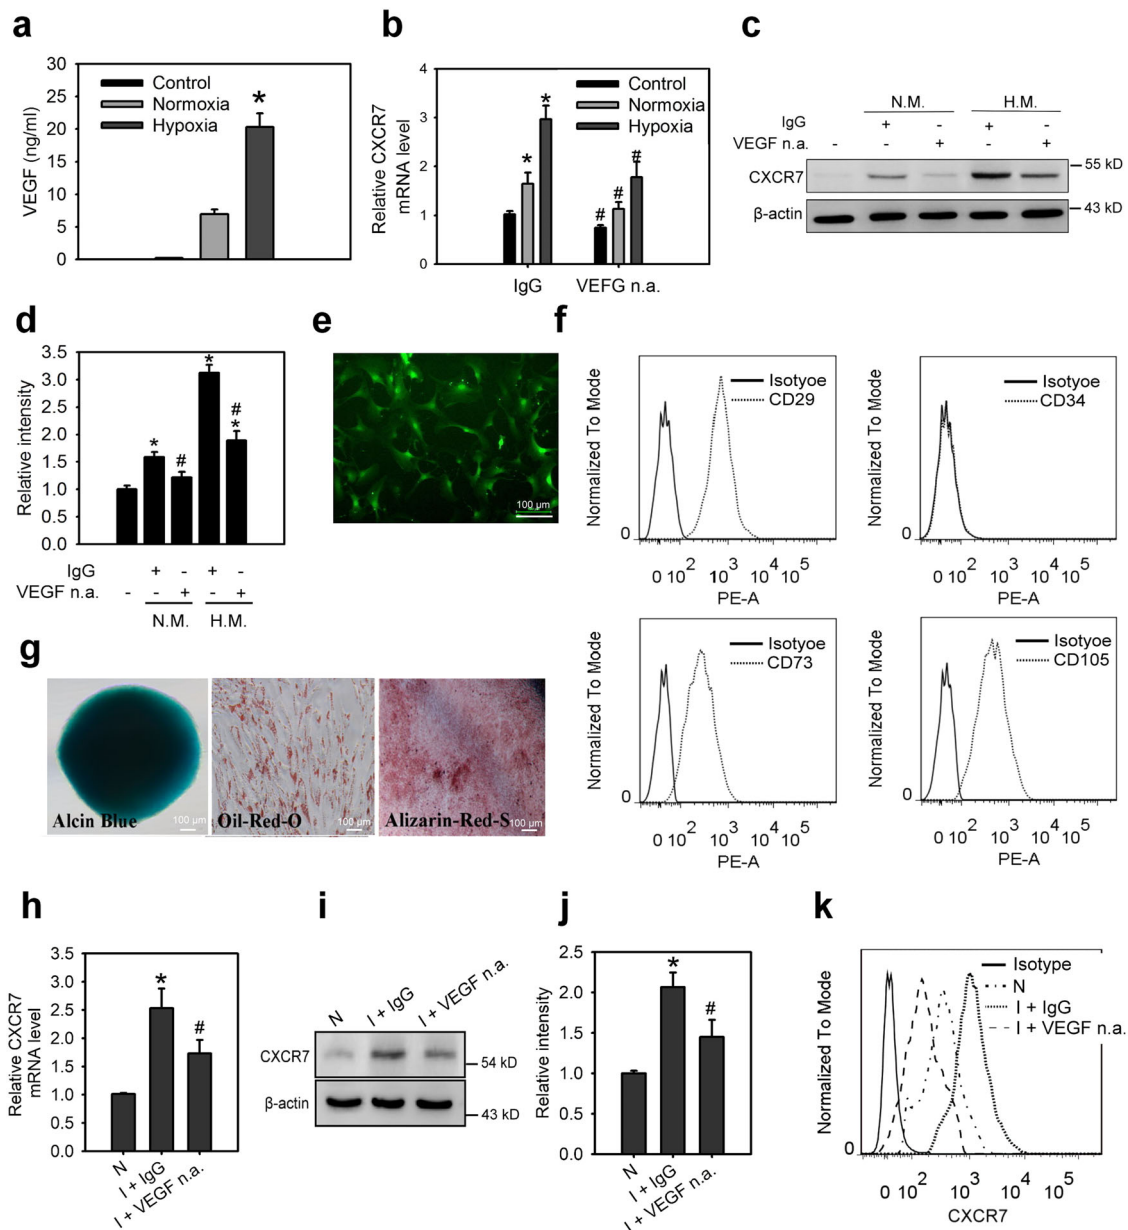 a
30
25
20
15
10
5
0
VEGF (ng/ml)
Control
Normoxia
Hypoxia
*
b
4
3
2
1
0
Relative CXCR7
mRNA level
Control
Normoxia
Hypoxia
*
*
#
#
#
IgG
VEFG n.a.
c
N.M.
H.M.
IgG + - + -
VEGF n.a. - - + - +
CXCR7
55 kD
β-actin
43 kD
d
3.5
3.0
2.5
2.0
1.5
1.0
0.5
0.0
Relative intensity
*
#
*
#
*
IgG + - + -
VEGF n.a. - - + - +
N.M.
H.M.
e
100 µm
f
Normalized To Mode
Isotyoe
CD29
0
0 10² 10³ 10⁴ 10⁵
PE-A
Normalized To Mode
Isotyoe
CD34
0
0 10² 10³ 10⁴ 10⁵
PE-A
Normalized To Mode
Isotyoe
CD73
0
0 10² 10³ 10⁴ 10⁵
PE-A
Normalized To Mode
Isotyoe
CD105
0
0 10² 10³ 10⁴ 10⁵
PE-A
g
Alcin Blue
100 µm
Oil-Red-O
100 µm
Alizarin-Red-S
100 µm
h
3.5
3.0
2.5
2.0
1.5
1.0
0.5
0.0
Relative CXCR7
mRNA level
*
#
N
I + IgG
I + VEGF n.a.
i
N
I + IgG
I + VEGF n.a.
CXCR7
54 kD
β-actin
43 kD
j
2.5
2.0
1.5
1.0
0.5
0.0
Relative intensity
*
#
N
I + IgG
I + VEGF n.a.
k
Normalized To Mode
Isotype
N
I + IgG
I + VEGF n.a.
0
0 10² 10³ 10⁵
CXCR7